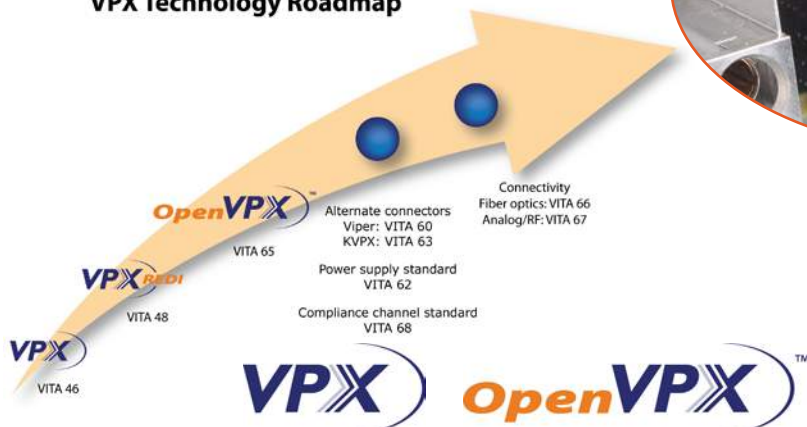 VPX Technology Roadmap
OpenVPX™
Alternate connectors
Viper: VITA 60
KVPX: VITA 63
Connectivity
Fiber optics: VITA 66
Analog/RF: VITA 67
VITA 65
Power supply standard
VITA 62
VPX REDI
VITA 48
Compliance channel standard
VITA 68
VPX
VITA 46
VPX
OpenVPX™